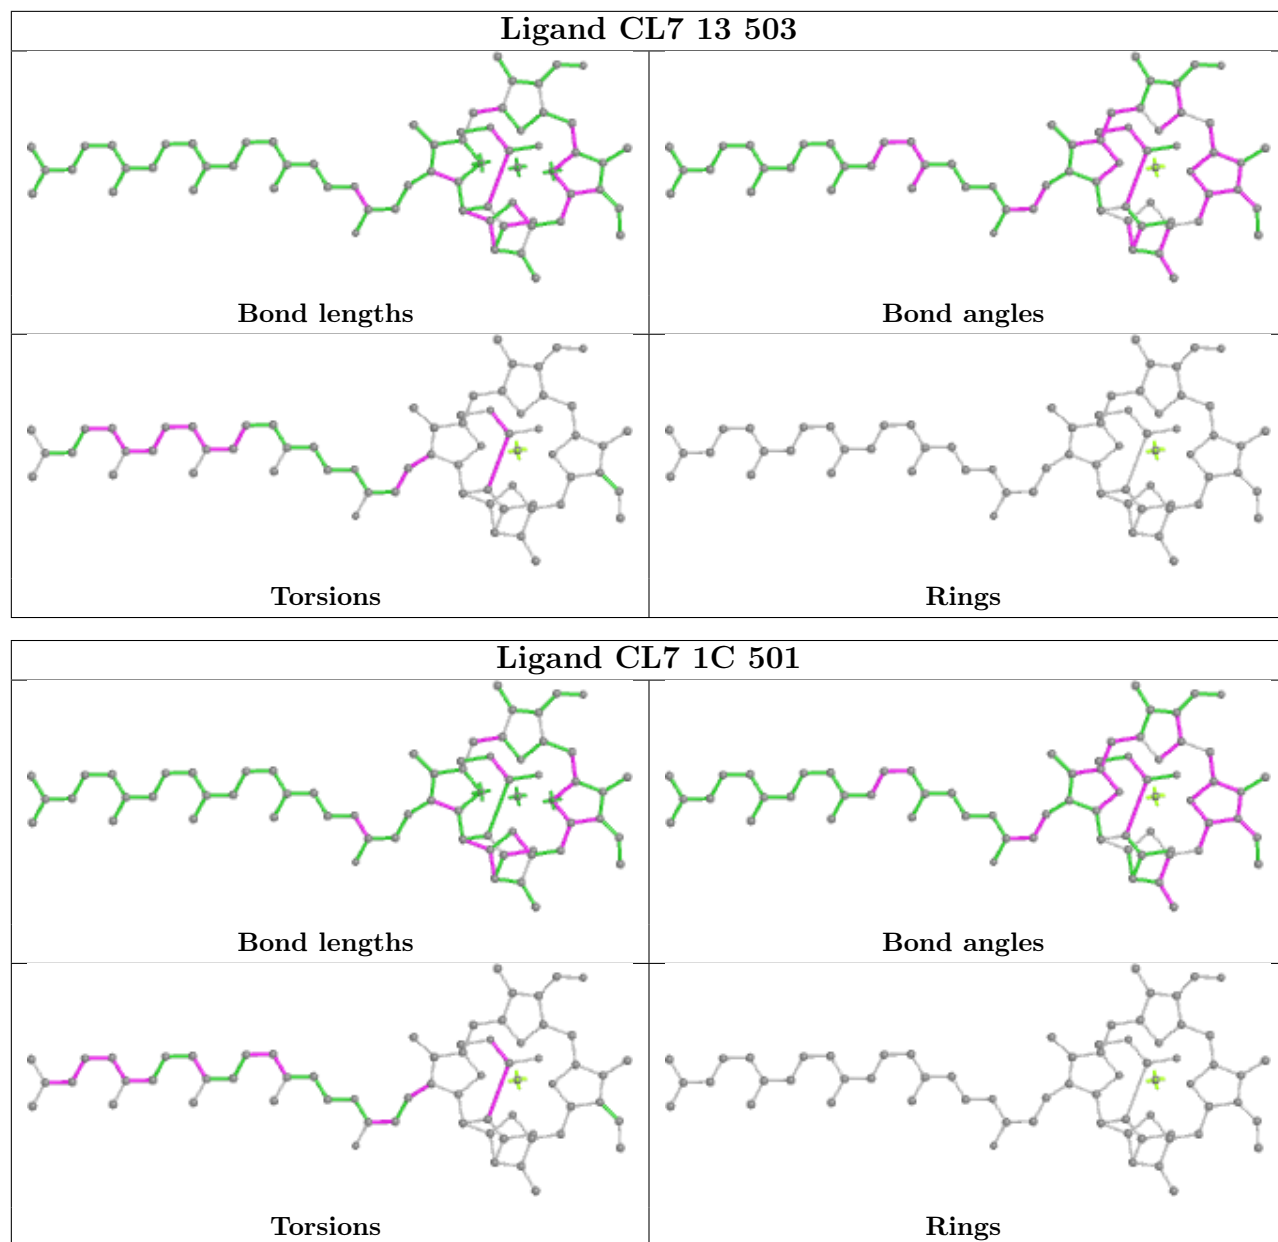 Ligand CL7 13 503
Bond lengths
Bond angles
Torsions
Rings
Ligand CL7 1C 501
Bond lengths
Bond angles
Torsions
Rings